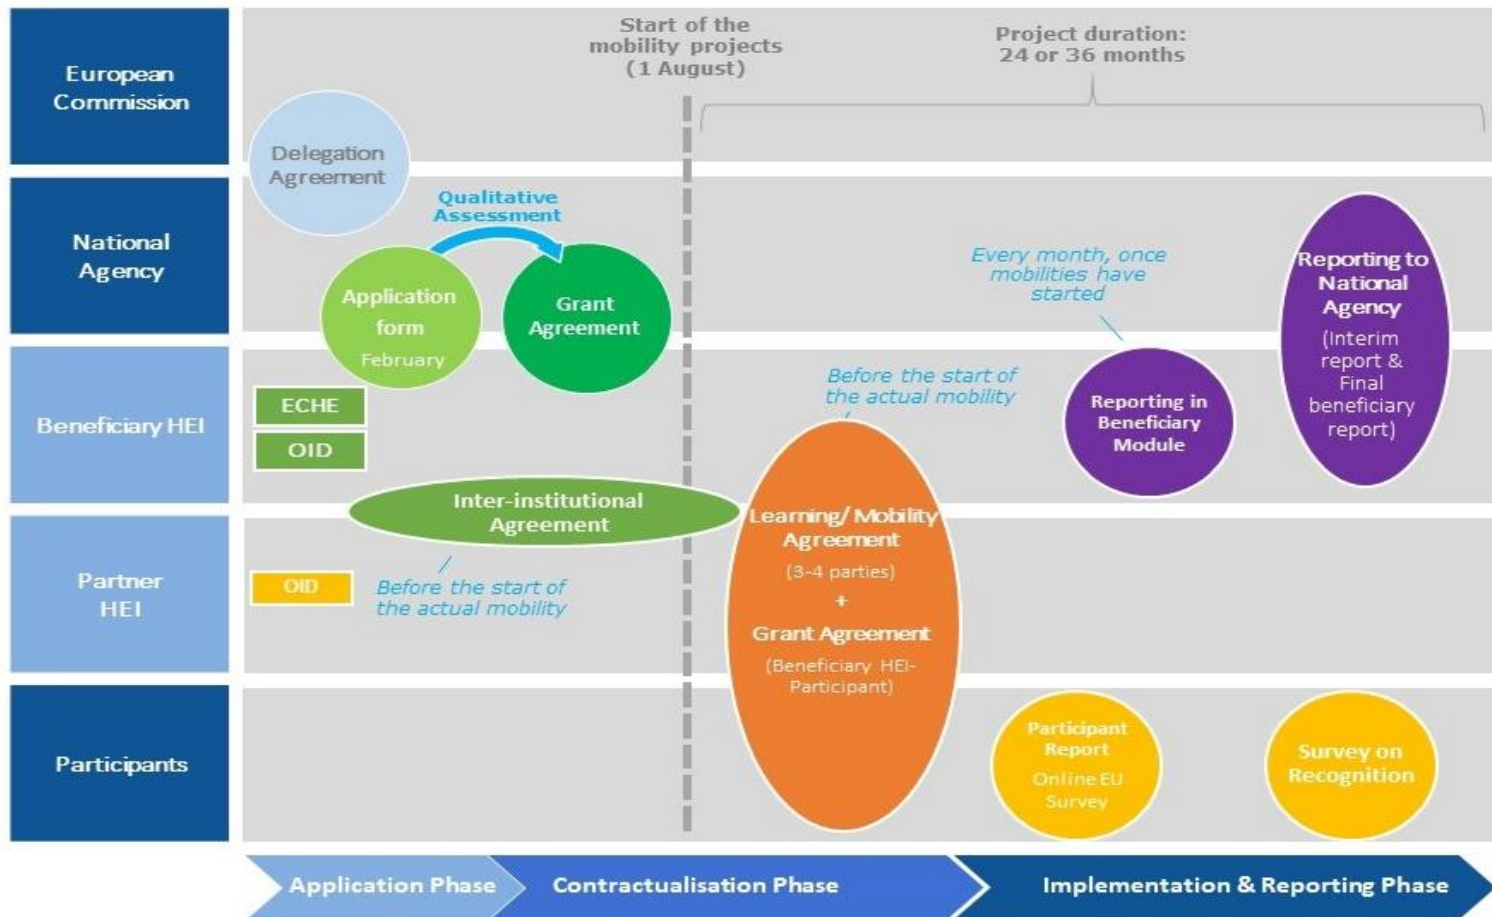 Start of the
mobility projects
(1 August)
Project duration:
24 or 36 months
European
Commission
Delegation
Agreement
National
Agency
Qualitative
Assessment
Application
form
February
Grant
Agreement
Every month, once
mobilities have
started
Reporting to
National
Agency
(Interim
report &
Final
beneficiary
report)
Beneficiary HEI
ECHE
OID
Before the start of
the actual mobility
Reporting in
Beneficiary
Module
Inter-institutional
Agreement
Learning/Mobility
Agreement
(3-4 parties)
+
Grant Agreement
(Beneficiary HEI-
Participant)
Partner
HEI
OID
Before the start of
the actual mobility
Participants
Participant
Report
Online EU
Survey
Survey on
Recognition
Application Phase
Contractualisation Phase
Implementation & Reporting Phase